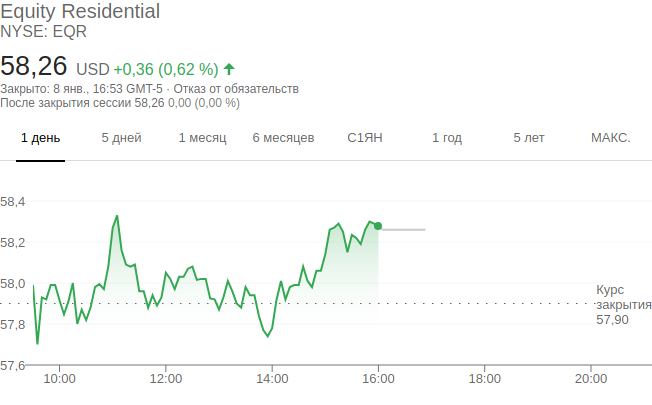 Equity Residential
NYSE: EQR
58,26 USD +0,36 (0,62 %)
Закрыто: 8 янв., 16:53 GMT-5 · Отказ от обязательств
После закрытия сессии 58,26 0,00 (0,00 %)
1 день 5 дней 1 месяц 6 месяцев С1ЯН 1 год 5 лет МАКС.
58,4
58,2
58,0
57,8
57,6
Курс
закрытия
57,90
10:00 12:00 14:00 16:00 18:00 20:00